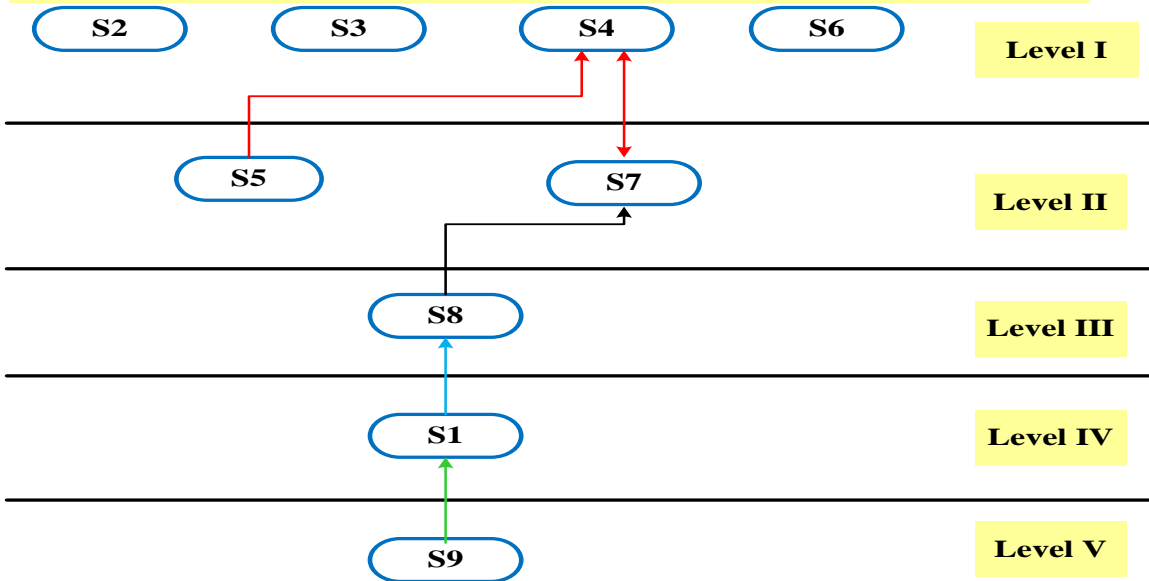 S2 S3 S4 S6
Level I
S5 S7
Level II
S8
Level III
S1
Level IV
S9
Level V